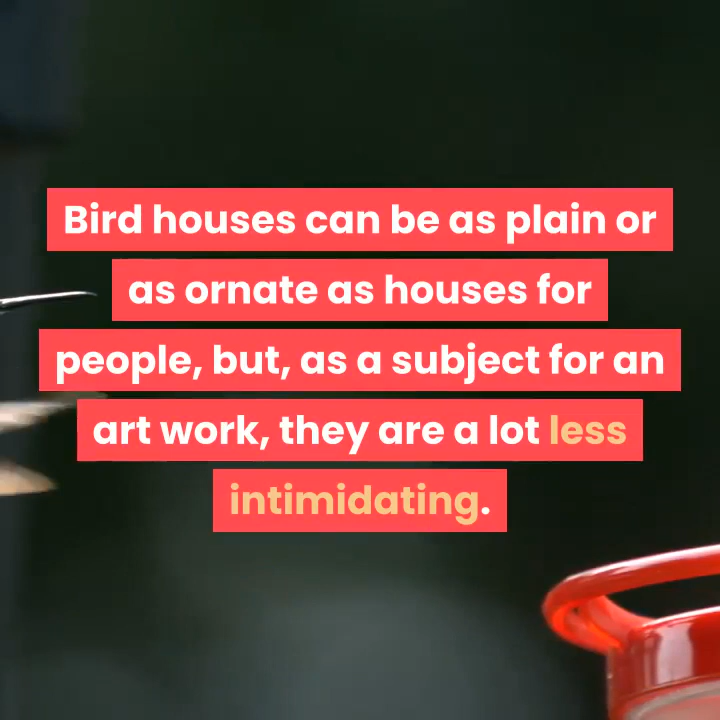 Bird houses can be as plain or
as ornate as houses for
people, but, as a subject for an
art work, they are a lot less
intimidating.